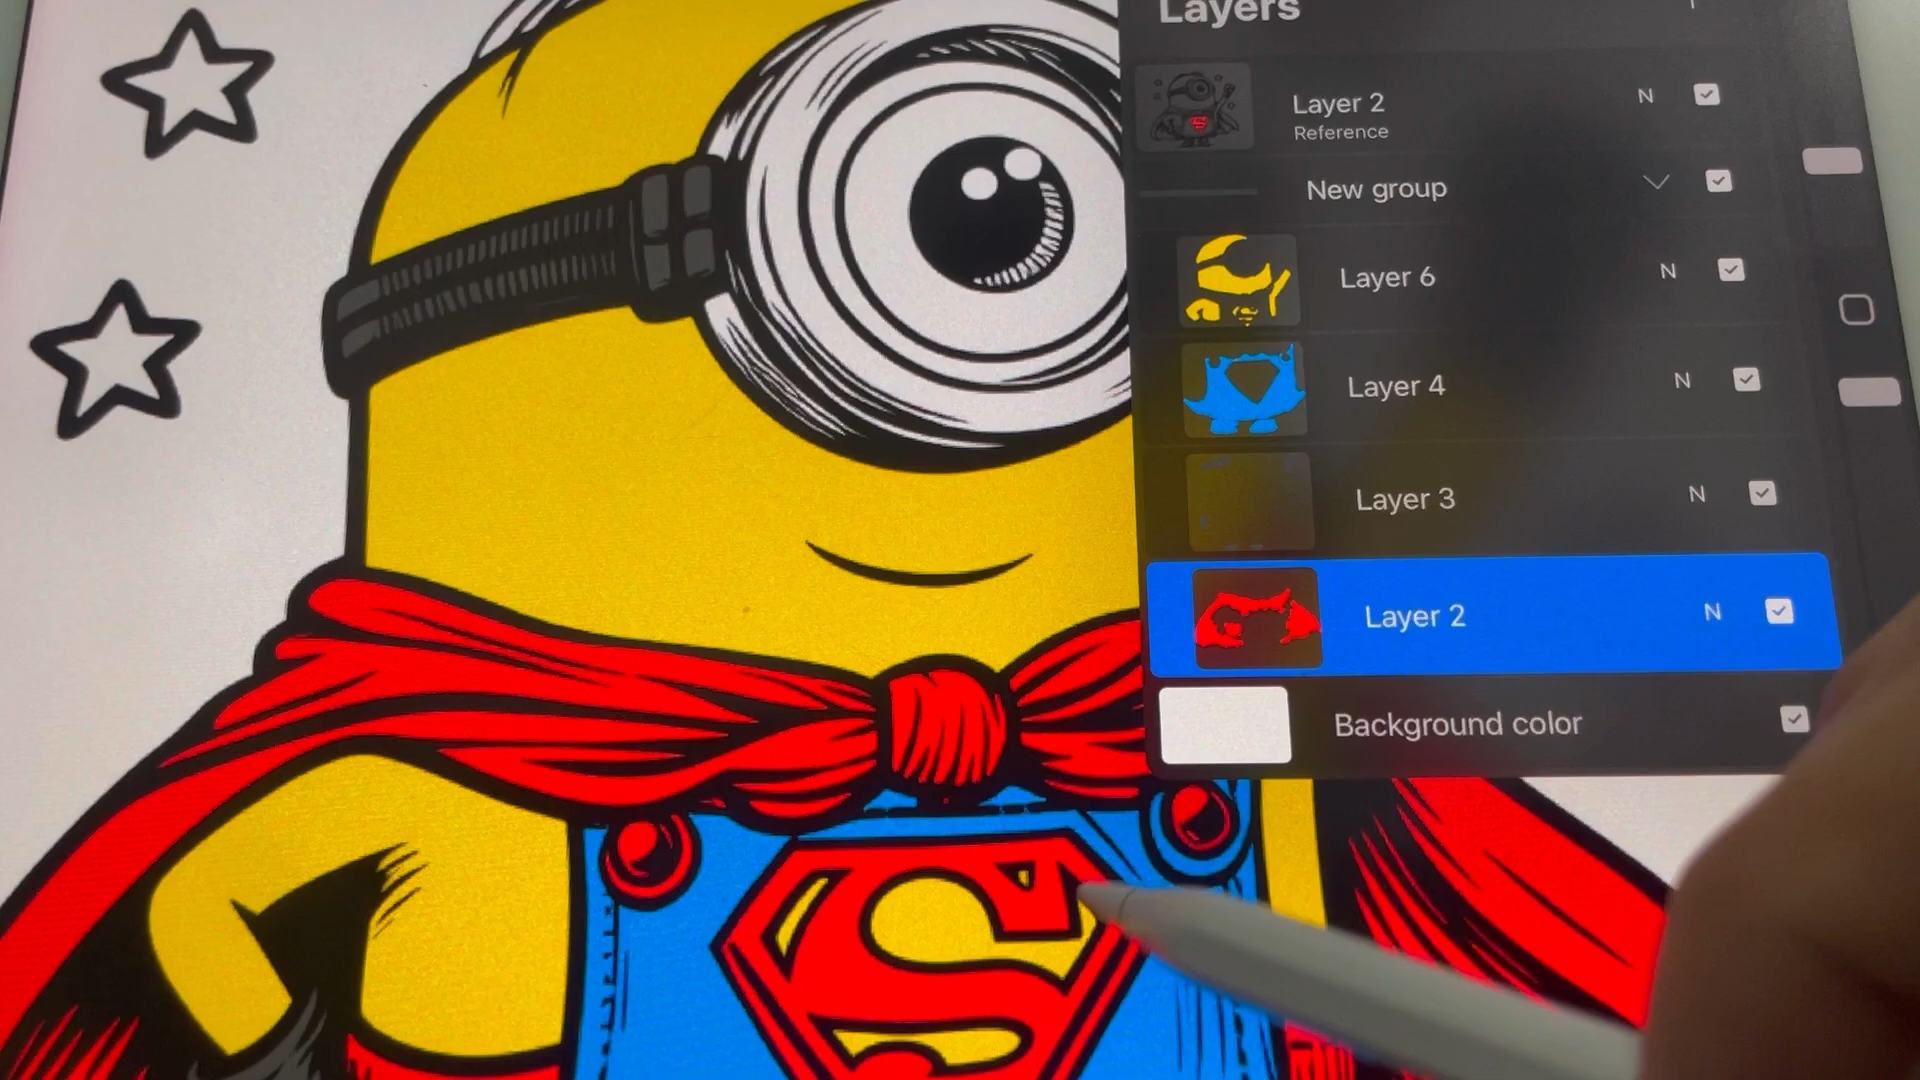 Layers
Layer 2
N
Reference
New group
Layer 6
N
Layer 4
N
Layer 3
N
Layer 2
N
Background color
S